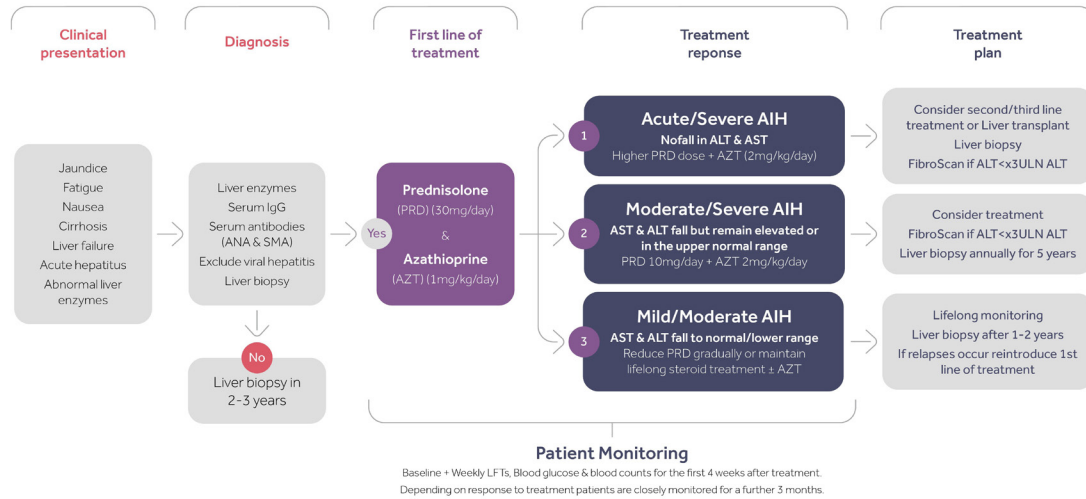 Clinical
presentation
Diagnosis
First line of
treatment
Treatment
reponse
Treatment
plan
Jaundice
Fatigue
Nausea
Cirrhosis
Liver failure
Acute hepatitus
Abnormal liver
enzymes
Liver enzymes
Serum IgG
Serum antibodies
(ANA & SMA)
Exclude viral hepatitis
Liver biopsy
No
Liver biopsy in
2-3 years
Yes
Prednisolone
(PRD) (30mg/day)
&
Azathioprine
(AZT) (1mg/kg/day)
1
Acute/Severe AIH
Nofall in ALT & AST
Higher PRD dose + AZT (2mg/kg/day)
2
Moderate/Severe AIH
AST & ALT fall but remain elevated or
in the upper normal range
PRD 10mg/day + AZT 2mg/kg/day
3
Mild/Moderate AIH
AST & ALT fall to normal/lower range
Reduce PRD gradually or maintain
lifelong steroid treatment ± AZT
Consider second/third line
treatment or Liver transplant
Liver biopsy
FibroScan if ALT<x3ULN ALT
Consider treatment
FibroScan if ALT<x3ULN ALT
Liver biopsy annually for 5 years
Lifelong monitoring
Liver biopsy after 1-2 years
If relapses occur reintroduce 1st
line of treatment
Patient Monitoring
Baseline + Weekly LFTs, Blood glucose & blood counts for the first 4 weeks after treatment.
Depending on response to treatment patients are closely monitored for a further 3 months.